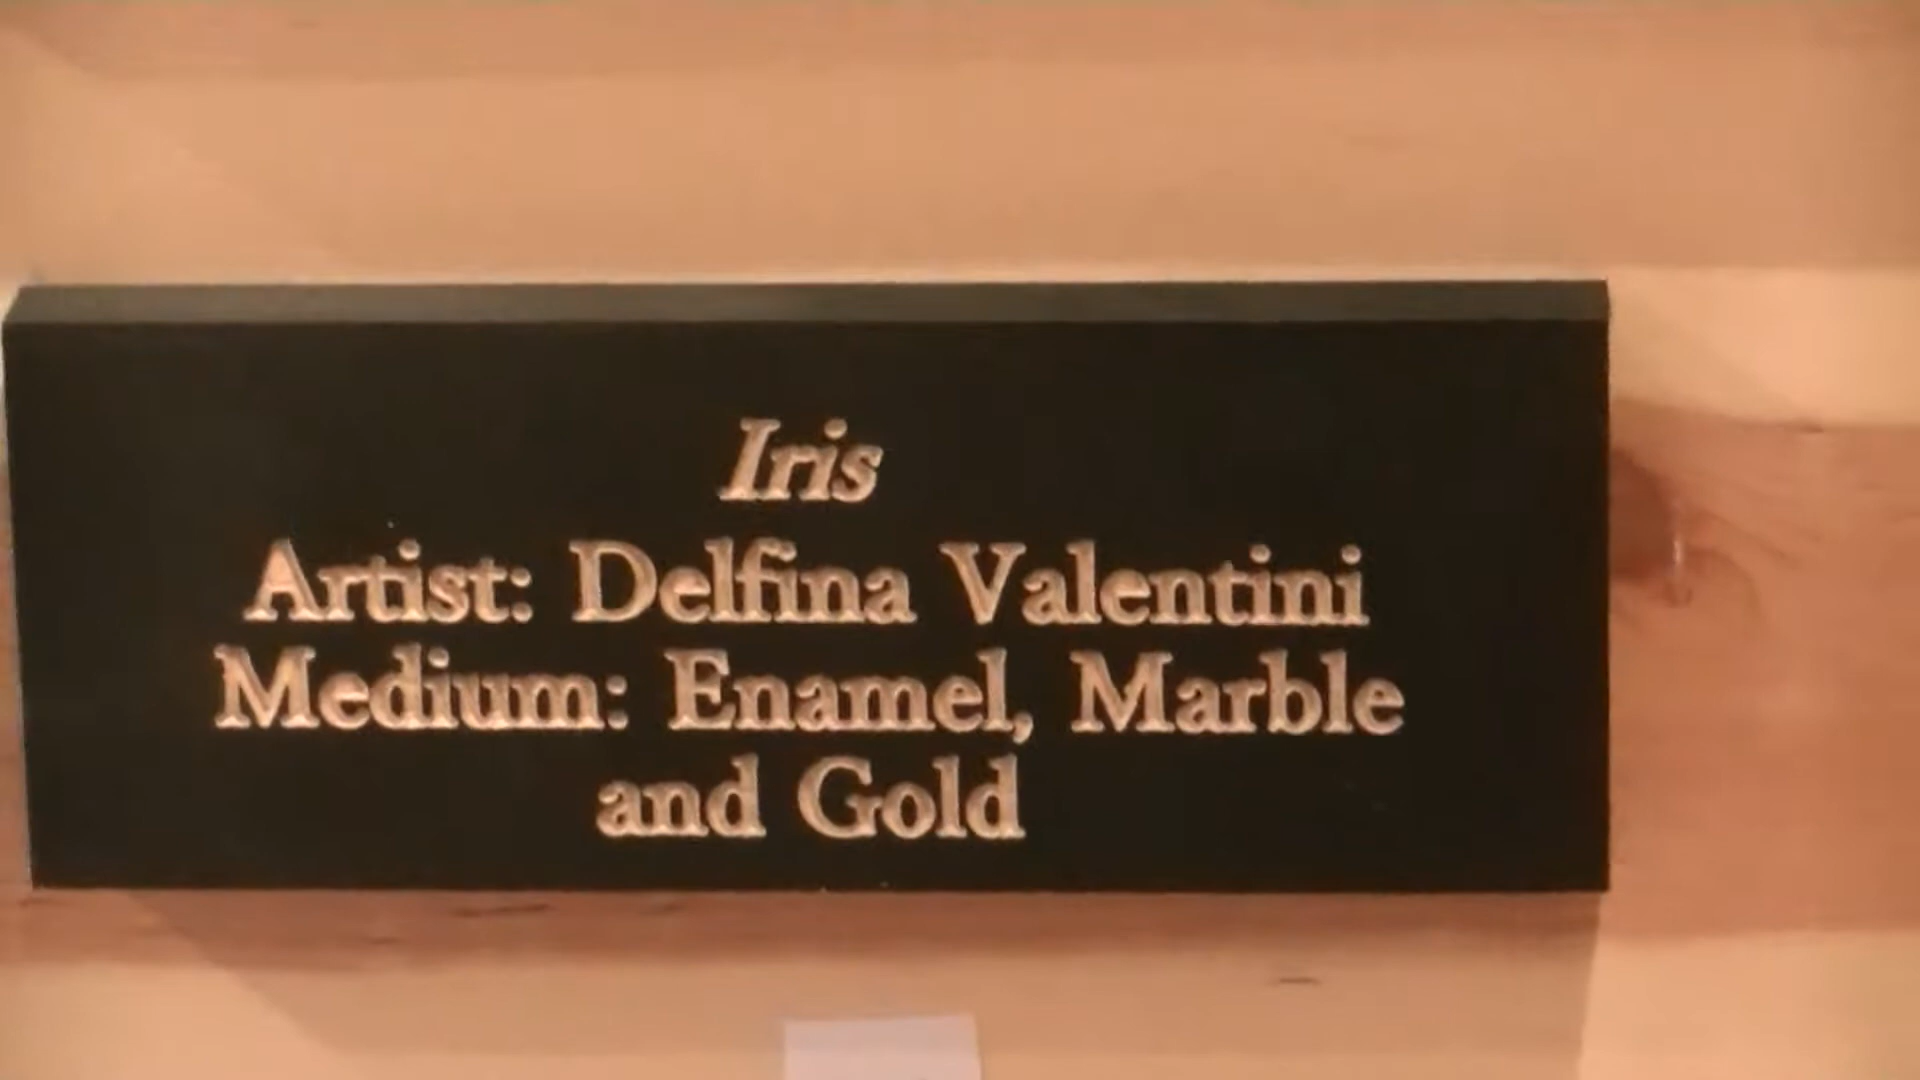 Iris
Artist: Delfina Valentini
Medium: Enamel, Marble
and Gold